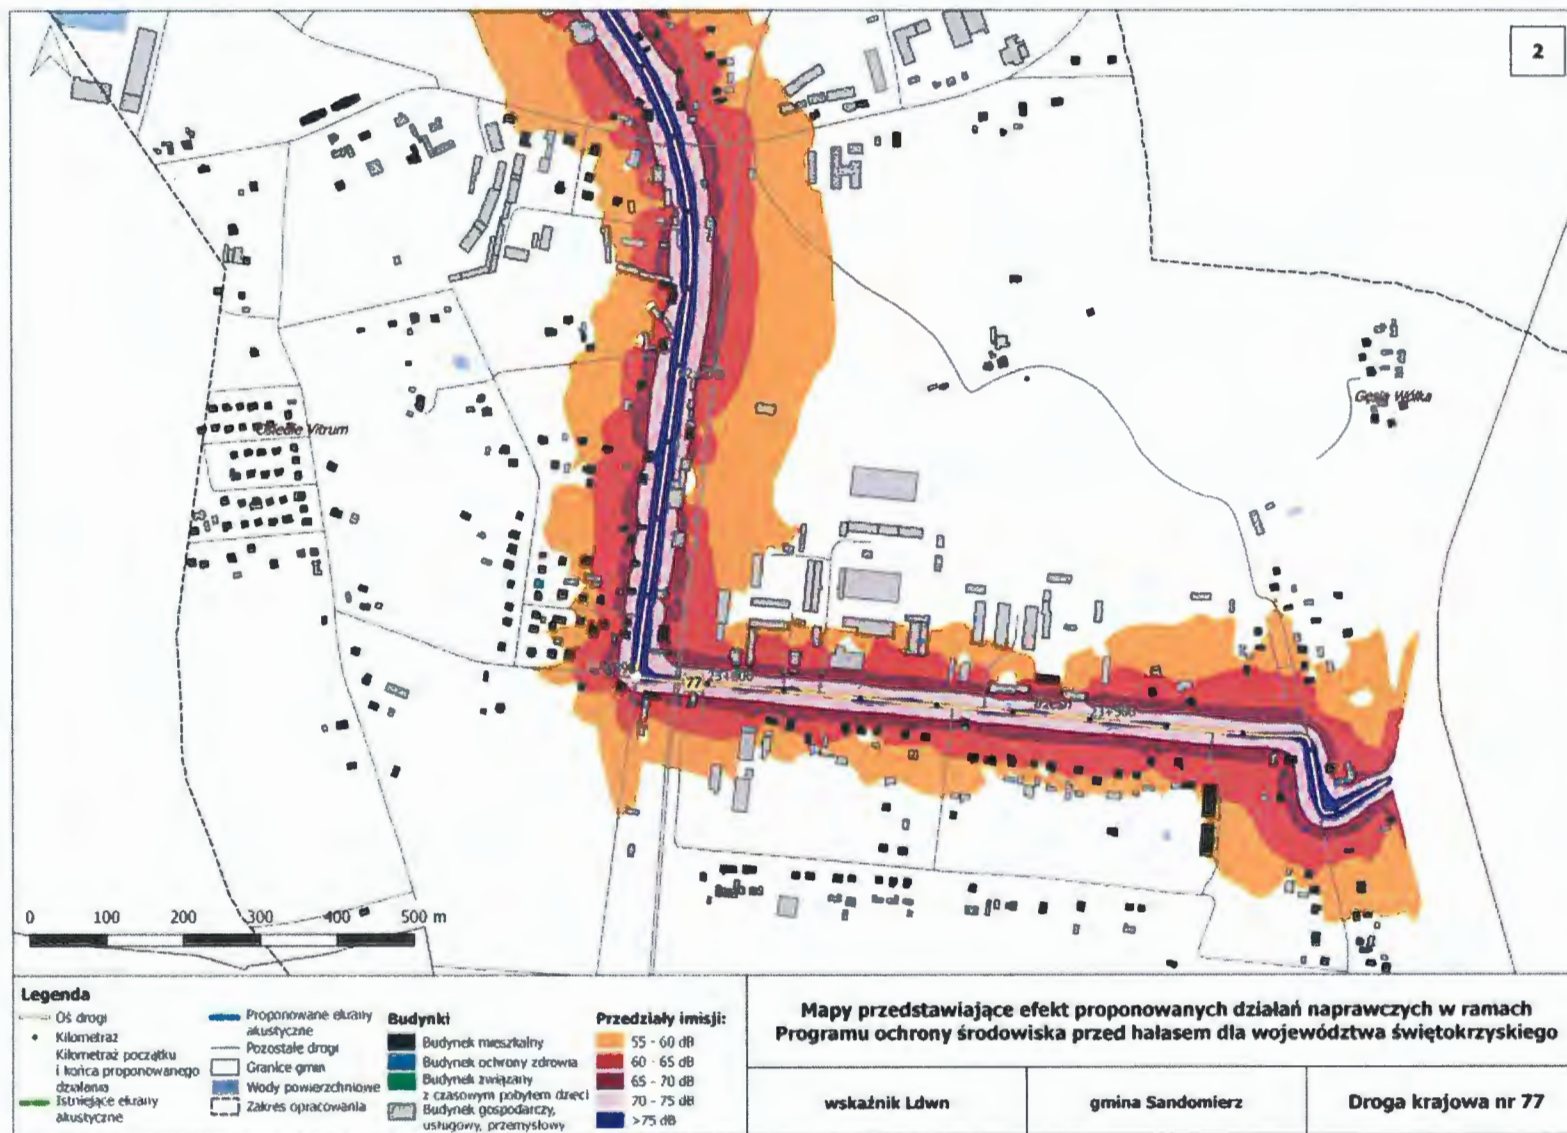 2
Osiedle Vitrum
Gęsia Wólka
77
23+000
23+500
0 100 200 300 400 500 m
Legenda
Oś drogi
Kilometraż
Kilometraż początku
i końca proponowanego
działania
Istniejące ekrany
akustyczne
Proponowane ekrany
akustyczne
Pozostałe drogi
Granice gmin
Wody powierzchniowe
Zakres opracowania
Budynki
Budynek mieszkalny
Budynek ochrony zdrowia
Budynek związany
z czasowym pobytem dzieci
Budynek gospodarczy,
usługowy, przemysłowy
Przedziały imisji:
55 - 60 dB
60 - 65 dB
65 - 70 dB
70 - 75 dB
>75 dB
Mapy przedstawiające efekt proponowanych działań naprawczych w ramach
Programu ochrony środowiska przed hałasem dla województwa świętokrzyskiego
wskaźnik Ldwn
gmina Sandomierz
Droga krajowa nr 77